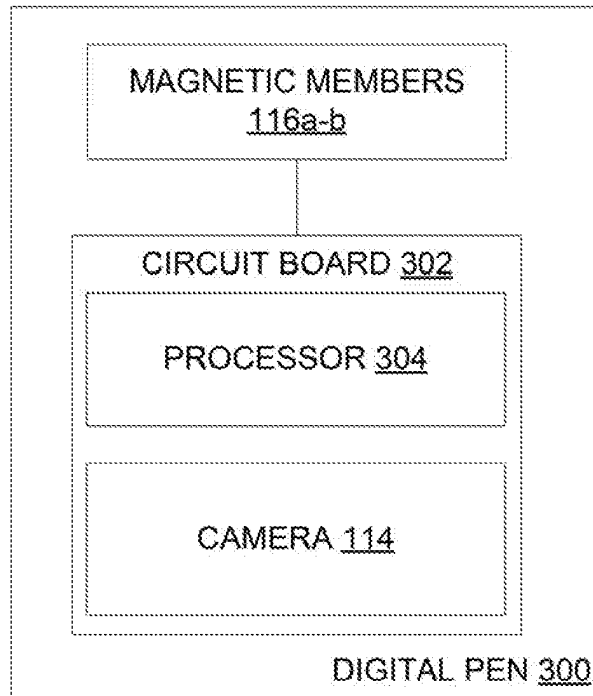 MAGNETIC MEMBERS
116a-b
CIRCUIT BOARD 302
PROCESSOR 304
CAMERA 114
DIGITAL PEN 300